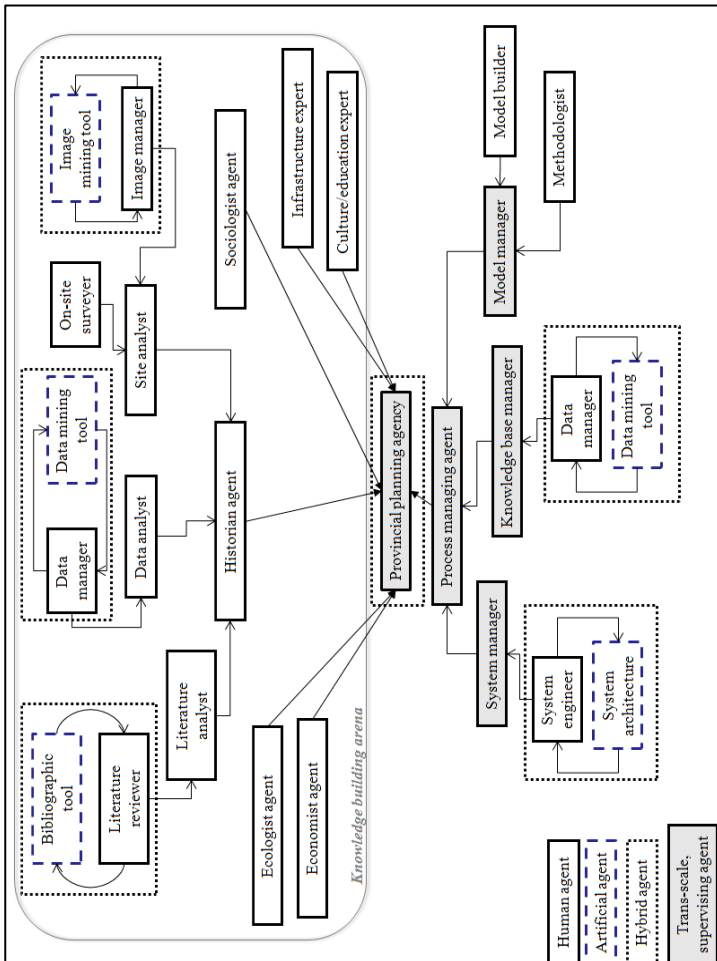 Bibliographic
tool
Literature
reviewer
Literature
analyst
Data
manager
Data mining
tool
Data analyst
On-site
surveyor
Site analyst
Image
mining tool
Image manager
Historian agent
Sociologist agent
Ecologist agent
Economist agent
Infrastructure expert
Culture/education expert
Knowledge building arena
Provincial planning agency
Process managing agent
System manager
Knowledge base manager
Model manager
Model builder
Methodologist
System
engineer
System
architecture
Data
manager
Data mining
tool
Human agent
Artificial agent
Hybrid agent
Trans-scale,
supervising agent